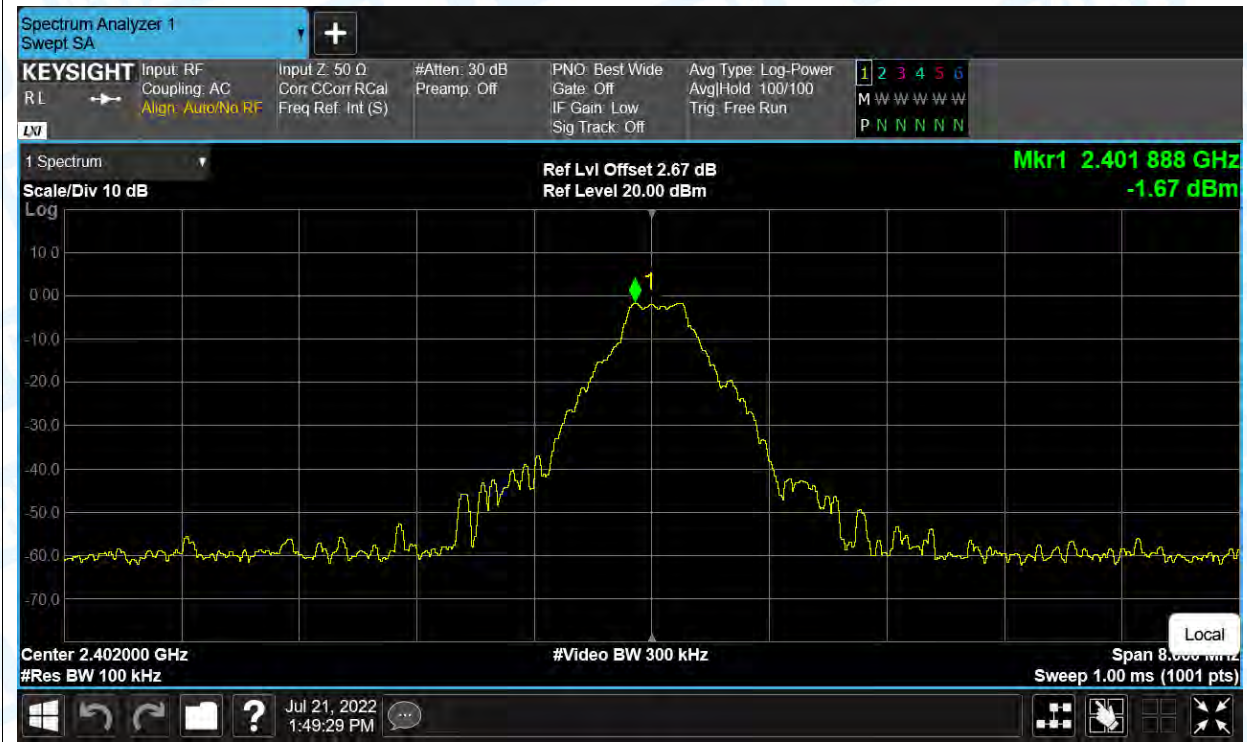 Spectrum Analyzer 1
Swept SA
KEYSIGHT
R L
LXI
Input: RF
Coupling: AC
Align: Auto/No RF
Input Z: 50 Ω
Corr CCorr RCal
Freq Ref: Int (S)
#Atten: 30 dB
Preamp: Off
PNO: Best Wide
Gate: Off
IF Gain: Low
Sig Track: Off
Avg Type: Log-Power
Avg|Hold: 100/100
Trig: Free Run
1 2 3 4 5 6
M W W W W W W
P N N N N N N
1 Spectrum
Scale/Div 10 dB
Log
Ref Lvl Offset 2.67 dB
Ref Level 20.00 dBm
Mkr1 2.401 888 GHz
-1.67 dBm
10.0
0.00
-10.0
-20.0
-30.0
-40.0
-50.0
-60.0
-70.0
1
Local
Center 2.402000 GHz
#Res BW 100 kHz
#Video BW 300 kHz
Span 8.000 MHz
Sweep 1.00 ms (1001 pts)
?
Jul 21, 2022
1:49:29 PM